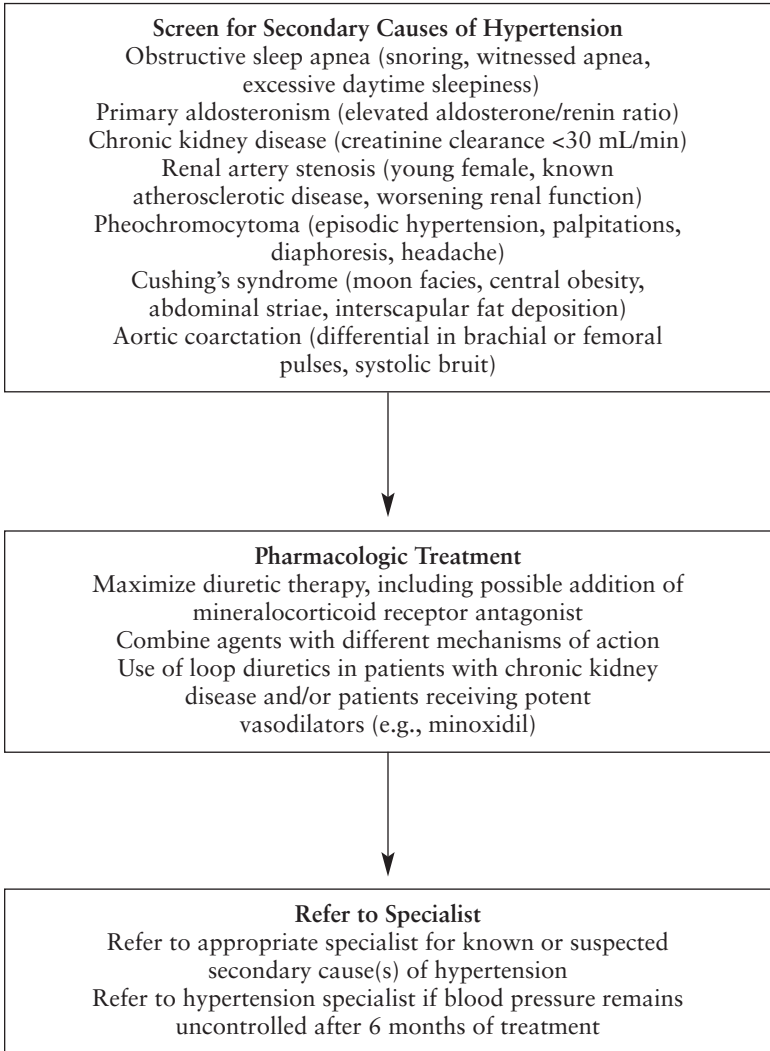 Screen for Secondary Causes of Hypertension
Obstructive sleep apnea (snoring, witnessed apnea,
excessive daytime sleepiness)
Primary aldosteronism (elevated aldosterone/renin ratio)
Chronic kidney disease (creatinine clearance <30 mL/min)
Renal artery stenosis (young female, known
atherosclerotic disease, worsening renal function)
Pheochromocytoma (episodic hypertension, palpitations,
diaphoresis, headache)
Cushing’s syndrome (moon facies, central obesity,
abdominal striae, interscapular fat deposition)
Aortic coarctation (differential in brachial or femoral
pulses, systolic bruit)
Pharmacologic Treatment
Maximize diuretic therapy, including possible addition of
mineralocorticoid receptor antagonist
Combine agents with different mechanisms of action
Use of loop diuretics in patients with chronic kidney
disease and/or patients receiving potent
vasodilators (e.g., minoxidil)
Refer to Specialist
Refer to appropriate specialist for known or suspected
secondary cause(s) of hypertension
Refer to hypertension specialist if blood pressure remains
uncontrolled after 6 months of treatment